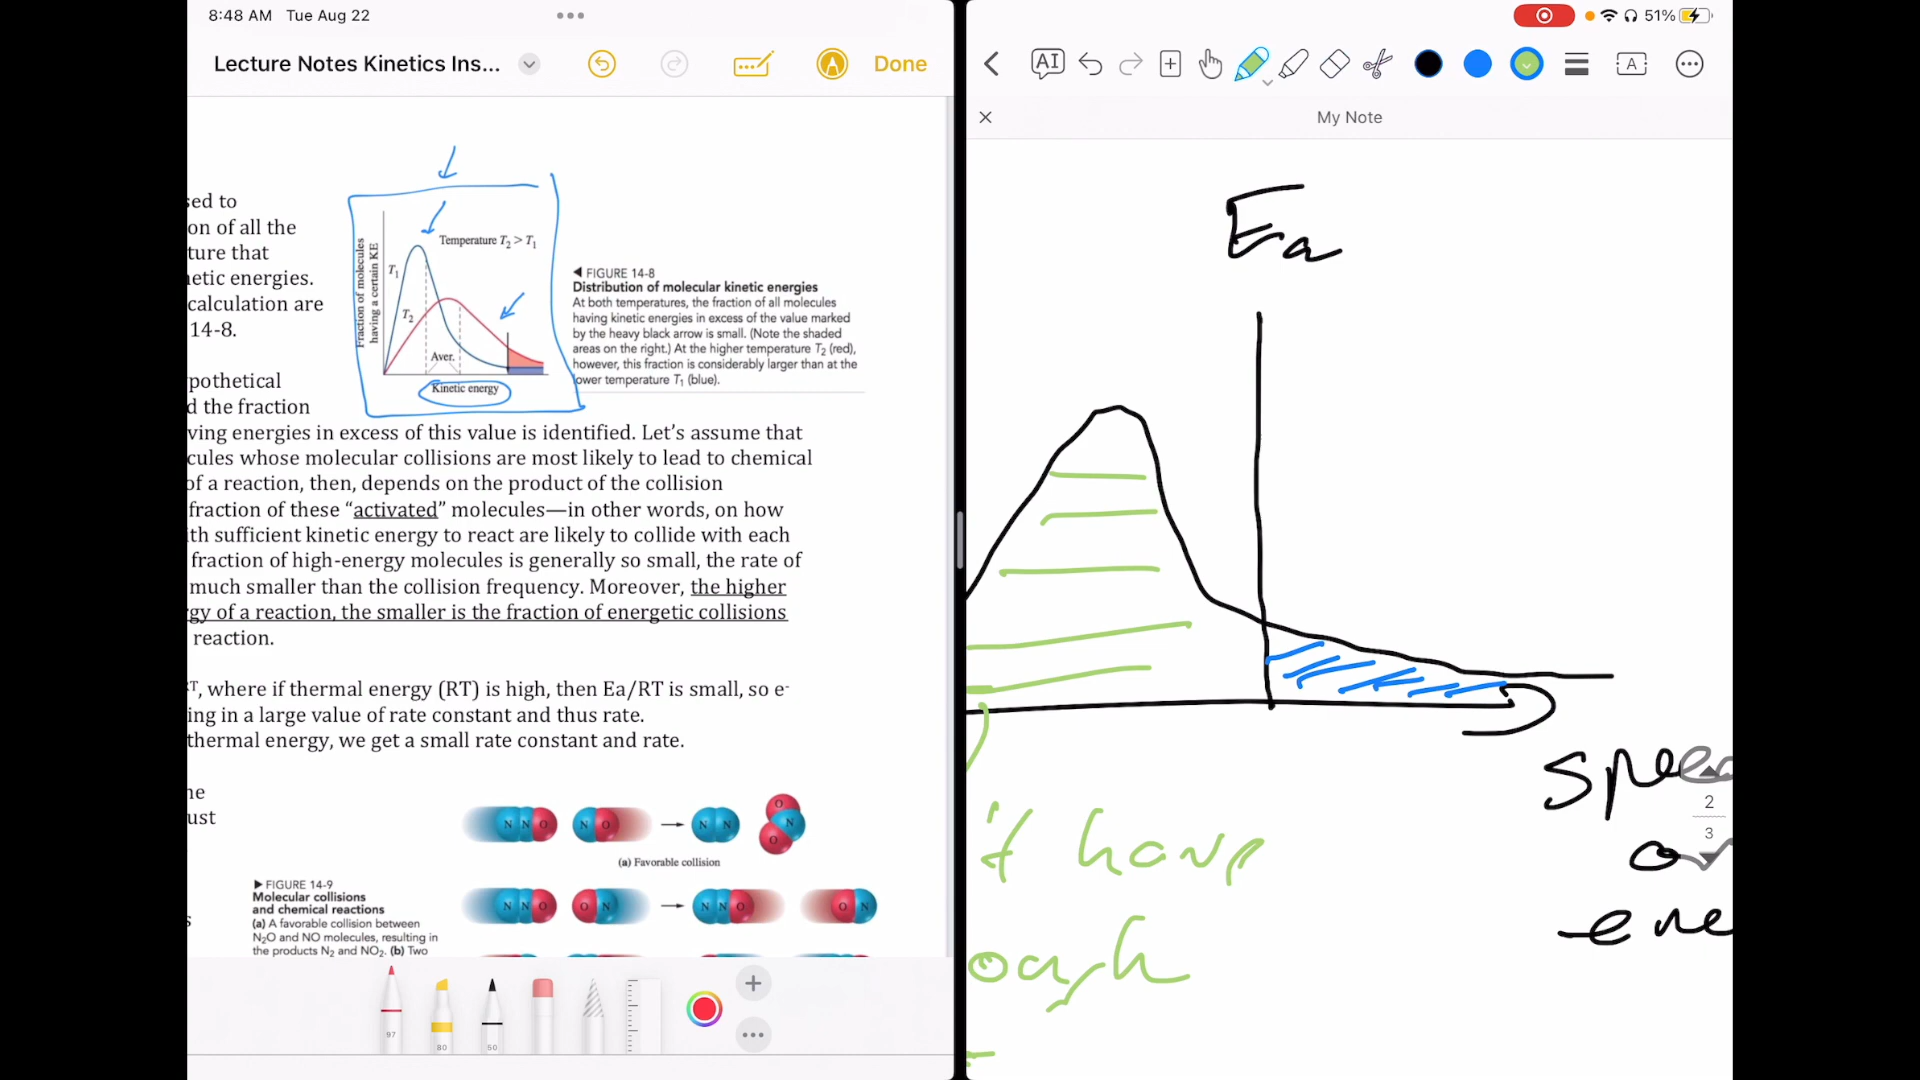 8:48 AM Tue Aug 22
51%
Lecture Notes Kinetics Ins...
Done
AI
A
My Note
sed to
on of all the
ture that
netic energies.
calculation are
14-8.
pothetical
d the fraction
Fraction of molecules
having a certain KE
Temperature T₂ > T₁
T₁
T₂
Aver.
Kinetic energy
◀ FIGURE 14-8
Distribution of molecular kinetic energies
At both temperatures, the fraction of all molecules
having kinetic energies in excess of the value marked
by the heavy black arrow is small. (Note the shaded
areas on the right.) At the higher temperature T₂ (red),
however, this fraction is considerably larger than at the
lower temperature T₁ (blue).
ving energies in excess of this value is identified. Let's assume that
cules whose molecular collisions are most likely to lead to chemical
of a reaction, then, depends on the product of the collision
fraction of these “activated” molecules—in other words, on how
th sufficient kinetic energy to react are likely to collide with each
fraction of high-energy molecules is generally so small, the rate of
much smaller than the collision frequency. Moreover, the higher
gy of a reaction, the smaller is the fraction of energetic collisions
reaction.
RT, where if thermal energy (RT) is high, then Ea/RT is small, so e-
ing in a large value of rate constant and thus rate.
thermal energy, we get a small rate constant and rate.
he
ust
s
N N O N O → N N O N O
(a) Favorable collision
▶ FIGURE 14-9
Molecular collisions
and chemical reactions
(a) A favorable collision between
N₂O and NO molecules, resulting in
the products N₂ and NO₂. (b) Two
N N O O N → N N O O N
97
80
50
Ea
't have
ough
spee
or
ene
2
3